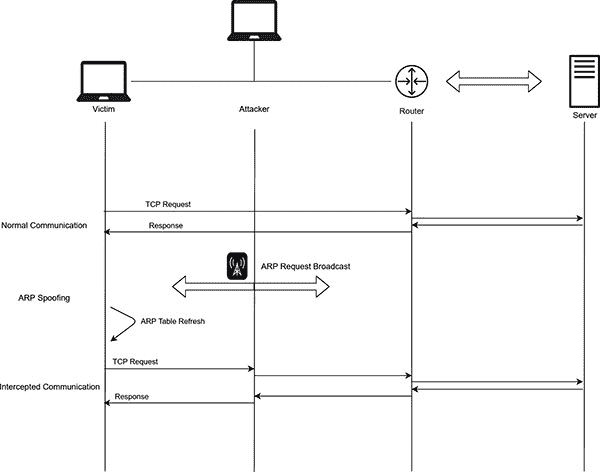 Victim
Attacker
Router
Server
TCP Request
Normal Communication
Response
ARP Request Broadcast
ARP Spoofing
ARP Table Refresh
TCP Request
Intercepted Communication
Response